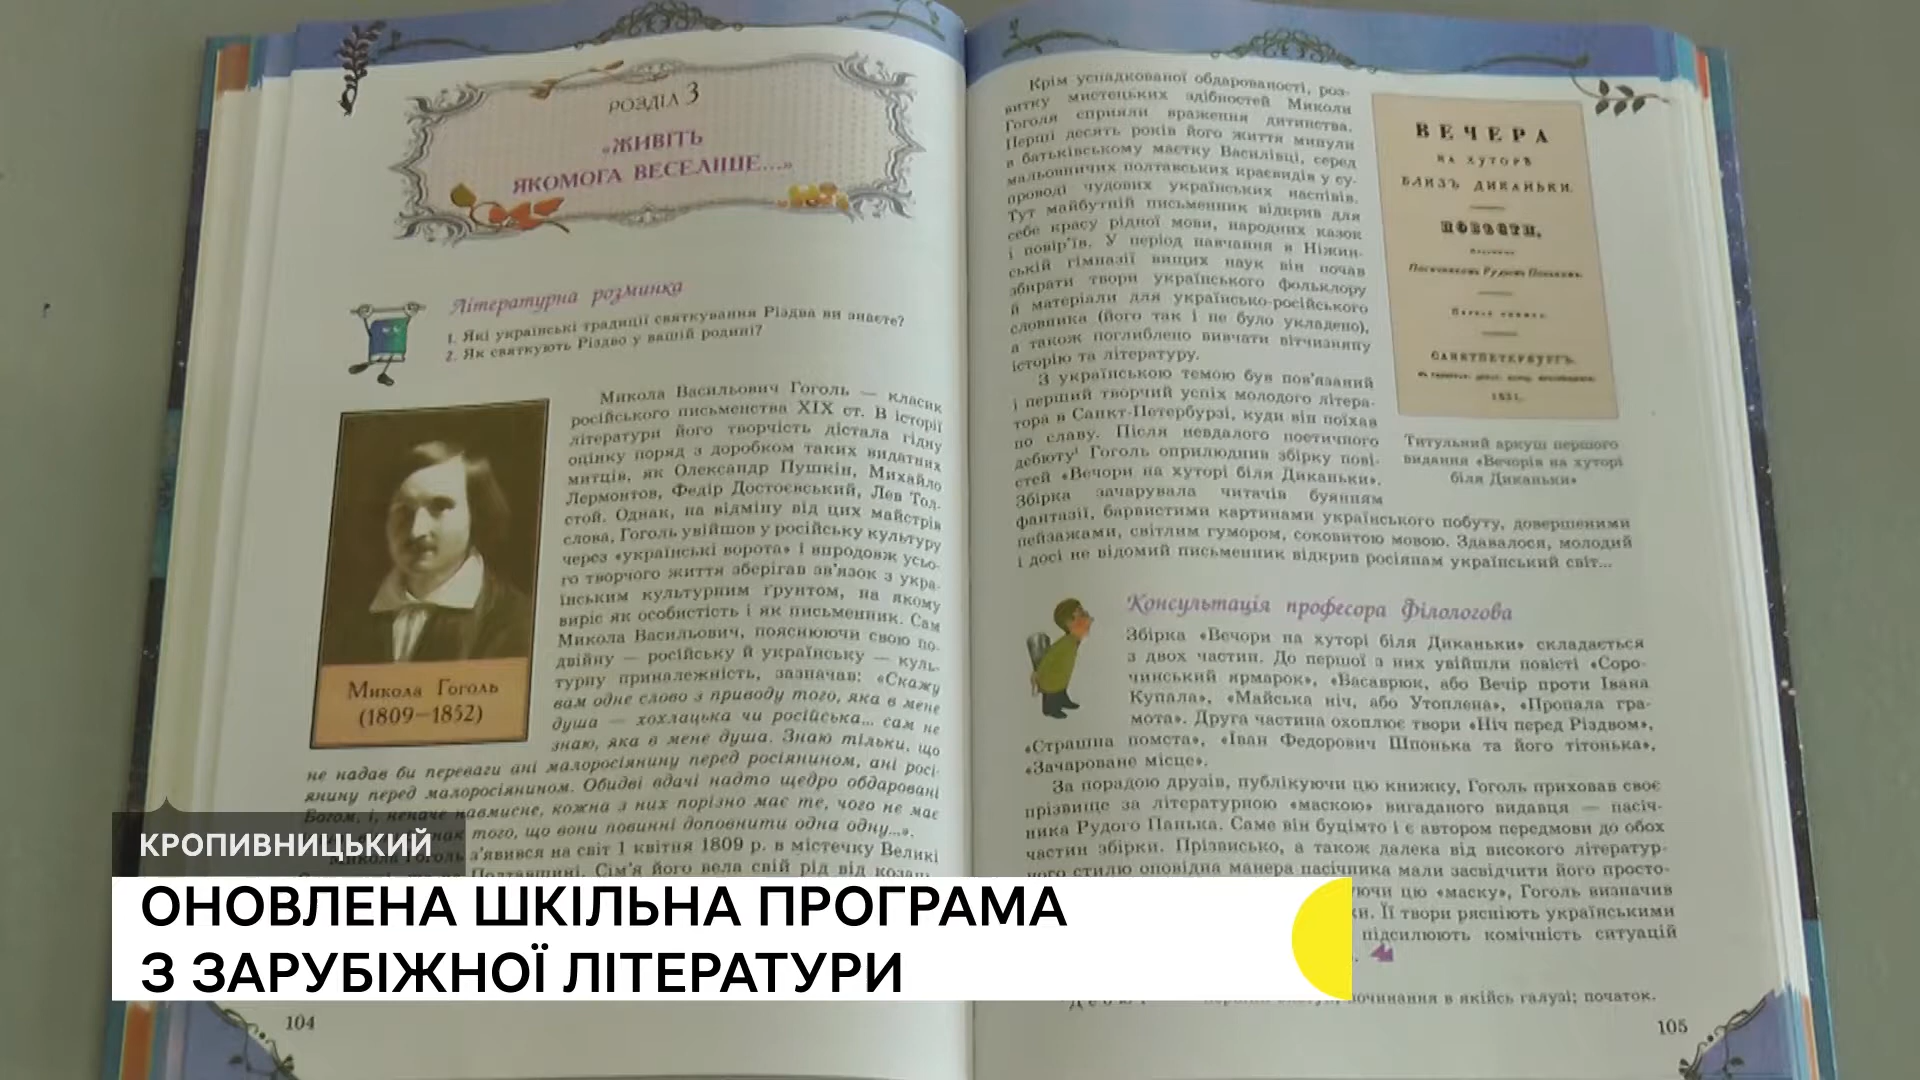 РОЗДІЛ 3
«ЖИВІТЬ
ЯКОМОГА ВЕСЕЛІШЕ...»
Літературна розминка
1. Які українські традиції святкування Різдва ви знаєте?
2. Як святкують Різдво у вашій родині?
Микола Васильович Гоголь — класик
російського письменства XIX ст. В історії
літератури його творчість дістала гідну
оцінку поряд з доробком таких видатних
митців, як Олександр Пушкін, Михайло
Лермонтов, Федір Достоєвський, Лев Тол-
стой. Однак, на відміну від цих майстрів
слова, Гоголь увійшов у російську культуру
через «українські ворота» і впродовж усьо-
го творчого життя зберігав зв'язок з укра-
їнським культурним ґрунтом, на якому
виріс як особистість і як письменник. Сам
Микола Васильович, пояснюючи свою по-
двійну — російську й українську — куль-
турну приналежність, зазначав: «Скажу
вам одне слово з приводу того, яка в мене
душа — хохлацька чи російська... сам не
знаю, яка в мене душа. Знаю тільки, що
не надав би переваги ані малоросіянину перед росіянином, ані росі-
янину перед малоросіянином. Обидві вдачі надто щедро обдаровані
Богом, і, неначе навмисне, кожна з них порізно має те, чого не має
того, що вони повинні доповнити одна одну...».
Микола Гоголь з'явився на світ 1 квітня 1809 р. в містечку Великі
Полтавщині. Сім'я його вела свій рід від козац-
Микола Гоголь
(1809—1852)
104
Крім успадкованої обдарованості, роз-
витку мистецьких здібностей Миколи
Гоголя сприяли враження дитинства.
Перші десять років його життя минули
в батьківському маєтку Василівці, серед
мальовничих полтавських краєвидів у су-
проводі чудових українських наспівів.
Тут майбутній письменник відкрив для
себе красу рідної мови, народних казок
і повір'їв. У період навчання в Ніжин-
ській гімназії вищих наук він почав
збирати твори українського фольклору
й матеріали для українсько-російського
словника (його так і не було укладено),
а також поглиблено вивчати вітчизняну
історію та літературу.
З українською темою був пов'язаний
і перший творчий успіх молодого літера-
тора в Санкт-Петербурзі, куди він поїхав
по славу. Після невдалого поетичного
дебюту¹ Гоголь оприлюднив збірку пові-
стей «Вечори на хуторі біля Диканьки».
Збірка зачарувала читачів буянням
фантазії, барвистими картинами українського побуту, довершеними
пейзажами, світлим гумором, соковитою мовою. Здавалося, молодий
і досі не відомий письменник відкрив росіянам український світ...
ВЕЧЕРА
НА ХУТОРѢ
БЛИЗЪ ДИКАНЬКИ.
ПОВѢСТИ,
Пасичникомъ Рудымъ Панькомъ.
САНКТПЕТЕРБУРГЪ.
1831.
Титульний аркуш першого
видання «Вечорів на хуторі
біля Диканьки»
Консультація професора Філологова
Збірка «Вечори на хуторі біля Диканьки» складається
з двох частин. До першої з них увійшли повісті «Соро-
чинський ярмарок», «Басаврюк, або Вечір проти Івана
Купала», «Майська ніч, або Утоплена», «Пропала гра-
мота». Друга частина охоплює твори «Ніч перед Різдвом»,
«Страшна помста», «Іван Федорович Шпонька та його тітонька»,
«Зачароване місце».
За порадою друзів, публікуючи цю книжку, Гоголь приховав своє
прізвище за літературною «маскою» вигаданого видавця — пасіч-
ника Рудого Панька. Саме він буцімто і є автором передмови до обох
частин збірки. Прізвисько, а також далека від високого літератур-
ного стилю оповідна манера пасічника мали засвідчити його просто-
цю «маску», Гоголь визначив
Її твори рясніють українськими
підсилюють комічність ситуацій
починання в якійсь галузі; початок.
105
КРОПИВНИЦЬКИЙ
ОНОВЛЕНА ШКІЛЬНА ПРОГРАМА
З ЗАРУБІЖНОЇ ЛІТЕРАТУРИ